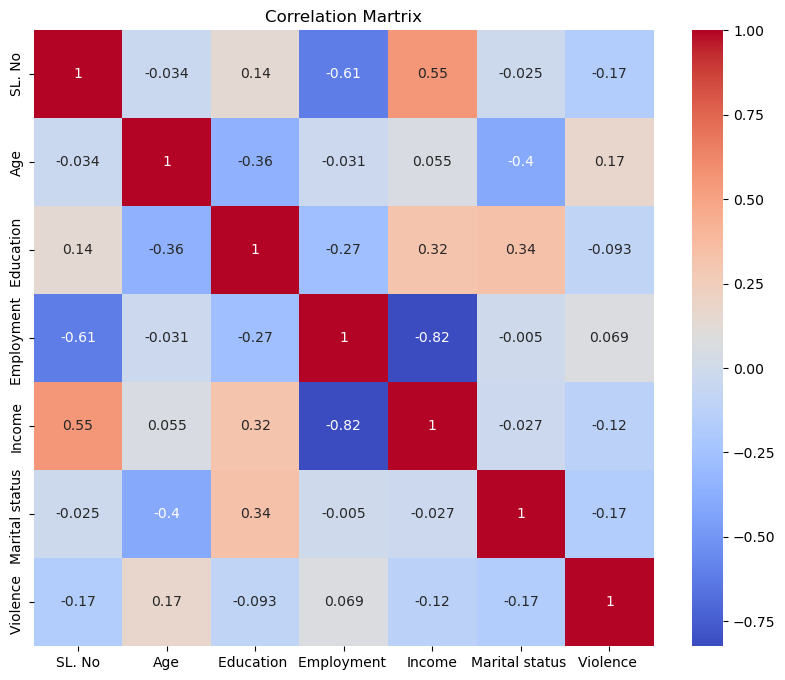 Correlation Martrix
SL. No 1 -0.034 0.14 -0.61 0.55 -0.025 -0.17
Age -0.034 1 -0.36 -0.031 0.055 -0.4 0.17
Education 0.14 -0.36 1 -0.27 0.32 0.34 -0.093
Employment -0.61 -0.031 -0.27 1 -0.82 -0.005 0.069
Income 0.55 0.055 0.32 -0.82 1 -0.027 -0.12
Marital status -0.025 -0.4 0.34 -0.005 -0.027 1 -0.17
Violence -0.17 0.17 -0.093 0.069 -0.12 -0.17 1
SL. No Age Education Employment Income Marital status Violence
1.00
0.75
0.50
0.25
0.00
-0.25
-0.50
-0.75